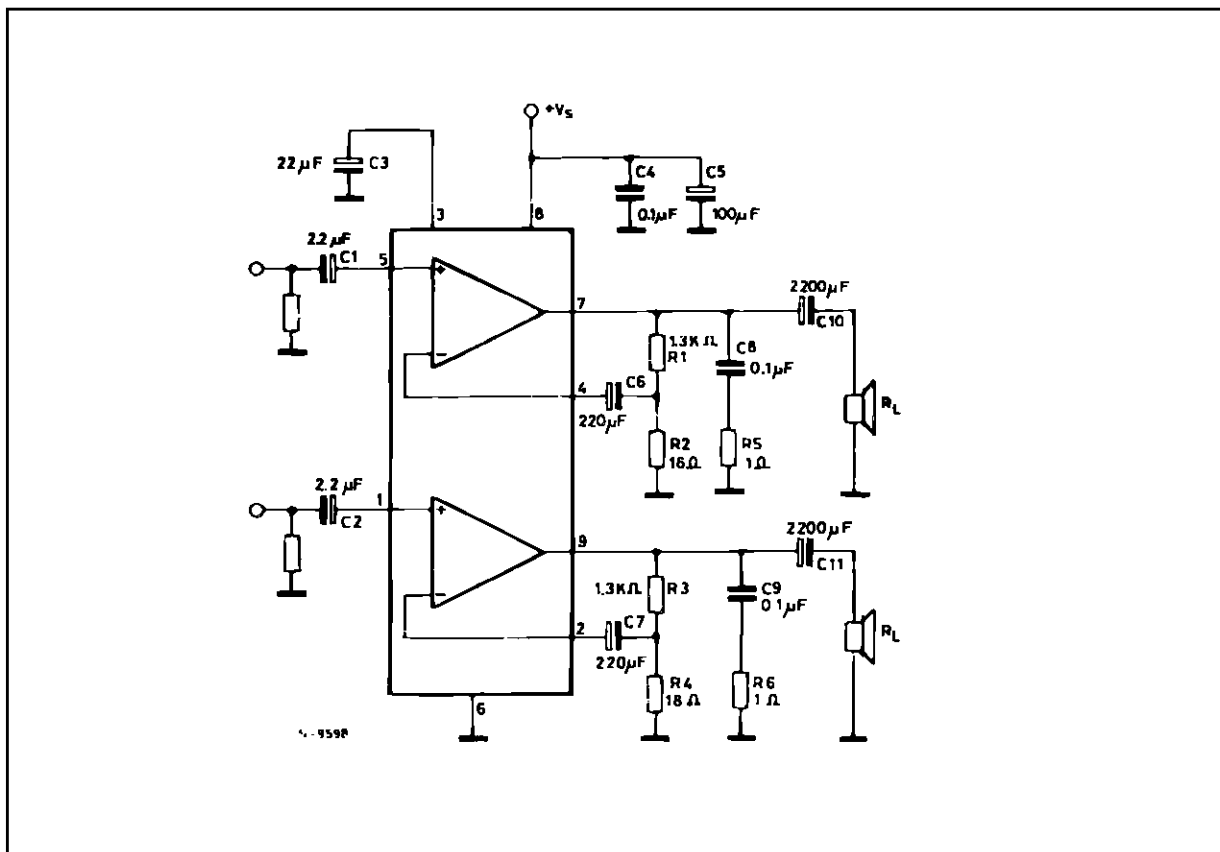 +Vs
22µF
C3
C4
C5
0.1µF
100µF
3
8
2.2µF
C1
5
+
7
2200µF
C10
1.3KΩ
R1
C8
0.1µF
−
4
C6
220µF
RL
R2
R5
1Ω
2.2µF
1
C2
+
9
2200µF
C11
1.3KΩ
R3
C9
0.1µF
−
2
C7
220µF
RL
R4
18Ω
R6
1Ω
6